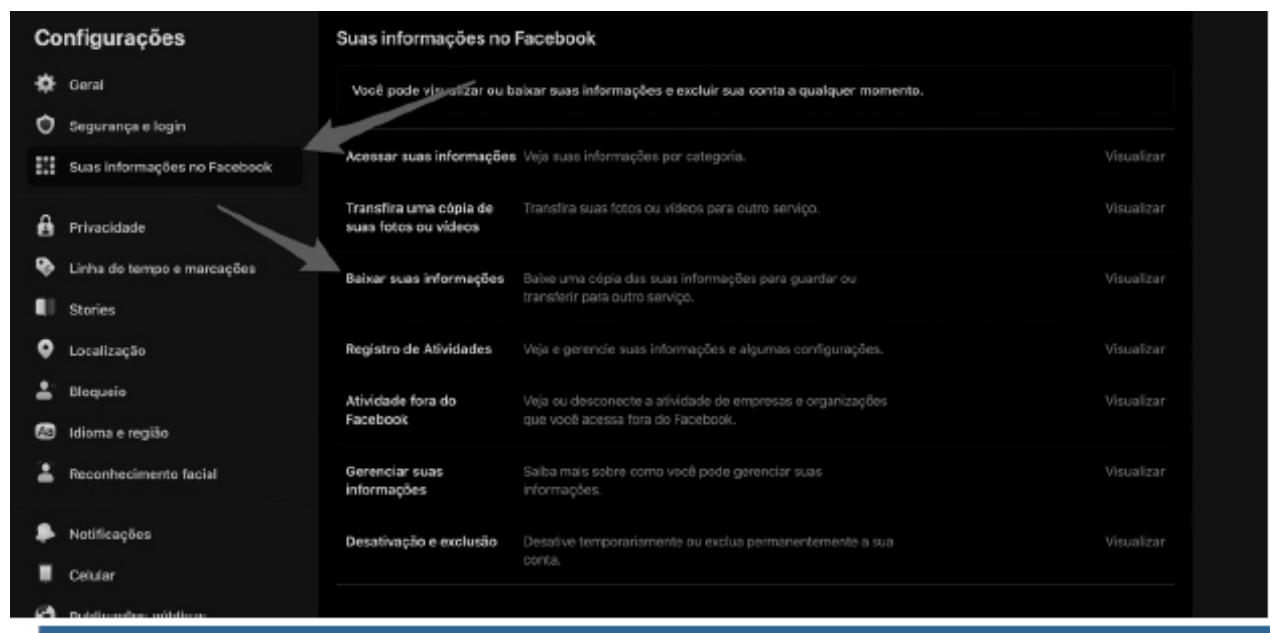 Configurações
Geral
Segurança e login
Suas informações no Facebook
Privacidade
Linha do tempo e marcações
Stories
Localização
Bloqueio
Aa Idioma e região
Reconhecimento facial
Notificações
Celular
Suas informações no Facebook
Você pode visualizar ou baixar suas informações e excluir sua conta a qualquer momento.
Acessar suas informações Veja suas informações por categoria. Visualizar
Transfira uma cópia de Transfira suas fotos ou vídeos para outro serviço. Visualizar
suas fotos ou vídeos
Baixar suas informações Baixe uma cópia das suas informações para guardar ou Visualizar
transferir para outro serviço.
Registro de Atividades Veja e gerencie suas informações e algumas configurações. Visualizar
Atividade fora do Veja ou desconecte a atividade de empresas e organizações Visualizar
Facebook que você acessa fora do Facebook.
Gerenciar suas Saiba mais sobre como você pode gerenciar suas Visualizar
informações informações.
Desativação e exclusão Desative temporariamente ou exclua permanentemente a sua Visualizar
conta.